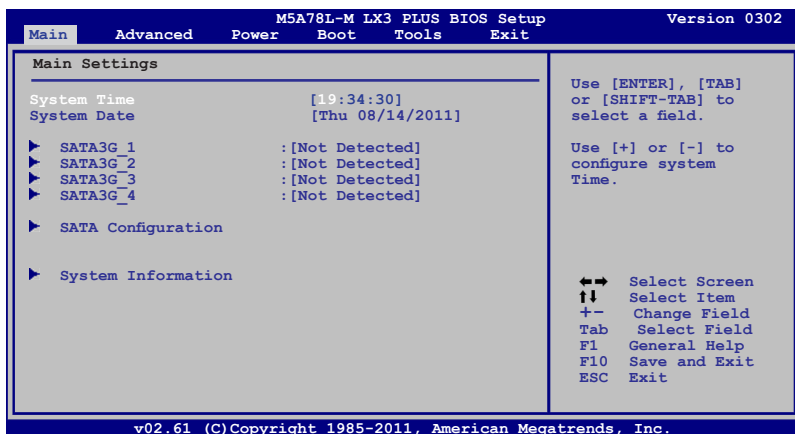 M5A78L-M LX3 PLUS BIOS Setup Version 0302
Main Advanced Power Boot Tools Exit
Main Settings
System Time [19:34:30]
System Date [Thu 08/14/2011]
SATA3G_1 :[Not Detected]
SATA3G_2 :[Not Detected]
SATA3G_3 :[Not Detected]
SATA3G_4 :[Not Detected]
SATA Configuration
System Information
Use [ENTER], [TAB]
or [SHIFT-TAB] to
select a field.
Use [+] or [-] to
configure system
Time.
←→ Select Screen
↑↓ Select Item
+- Change Field
Tab Select Field
F1 General Help
F10 Save and Exit
ESC Exit
v02.61 (C)Copyright 1985-2011, American Megatrends, Inc.